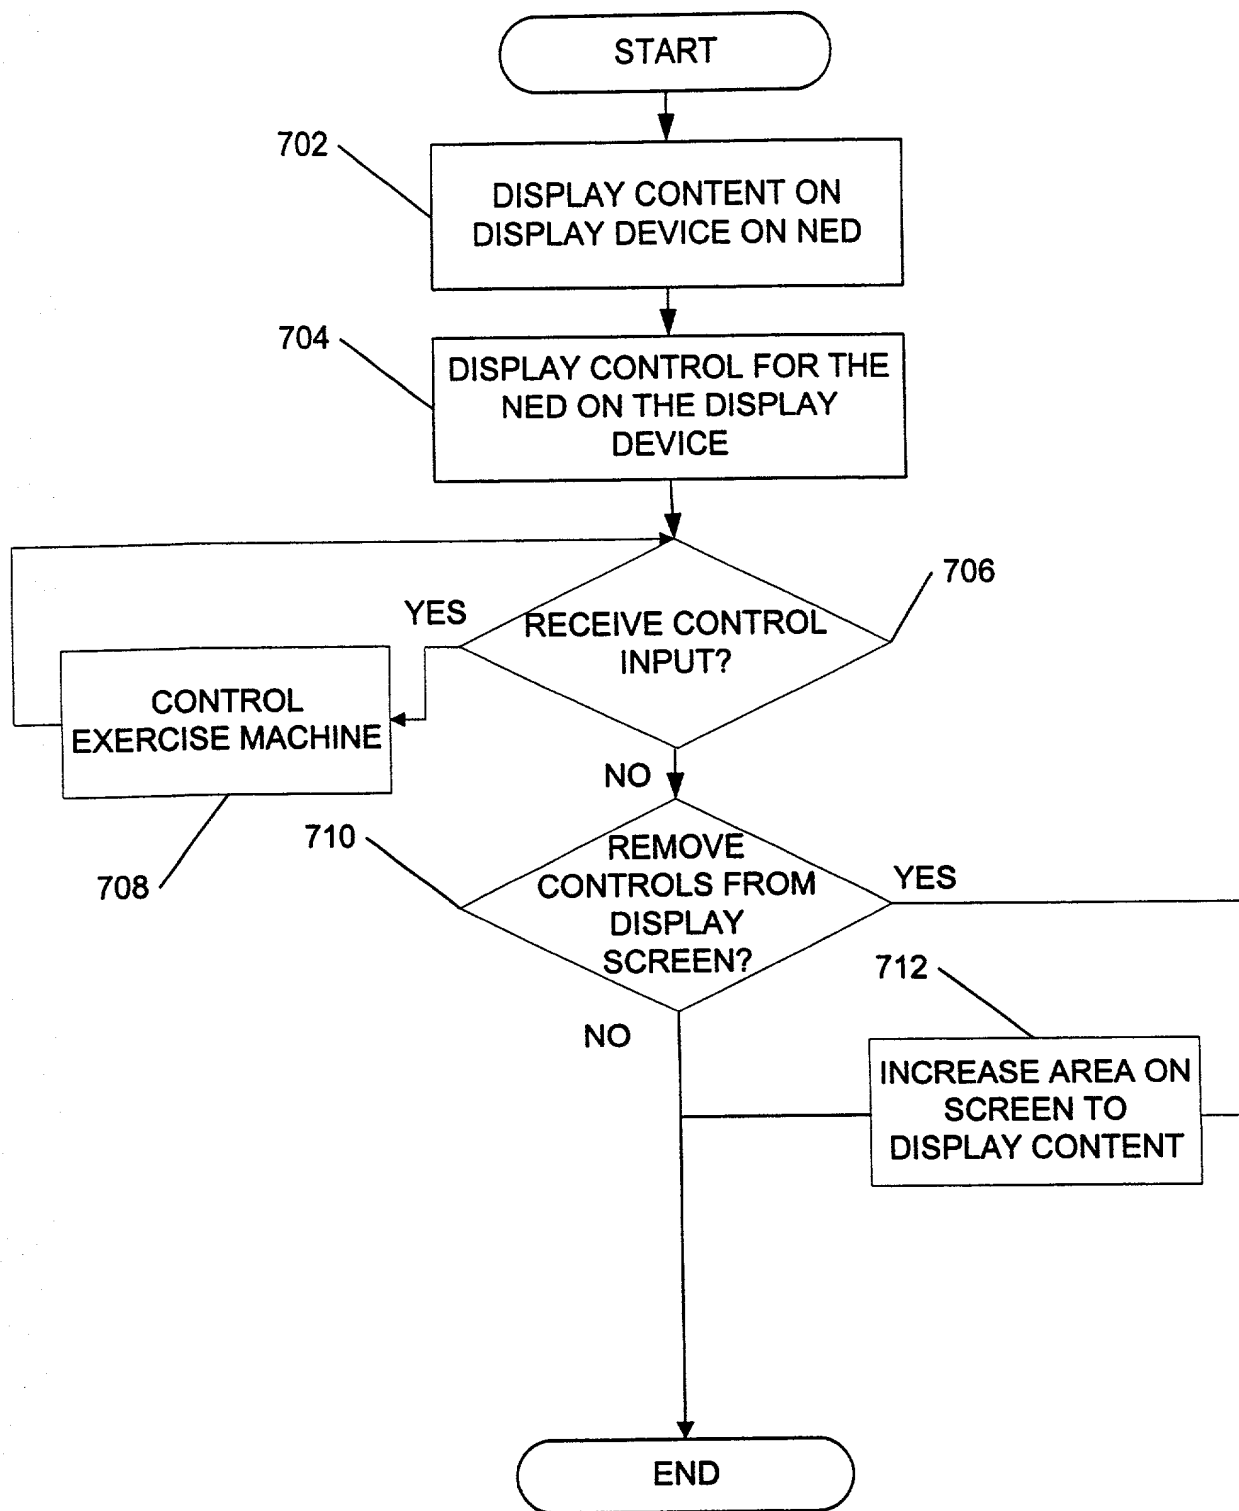 START
702
DISPLAY CONTENT ON
DISPLAY DEVICE ON NED
704
DISPLAY CONTROL FOR THE
NED ON THE DISPLAY
DEVICE
706
YES
RECEIVE CONTROL
INPUT?
CONTROL
EXERCISE MACHINE
708
NO
710
REMOVE
CONTROLS FROM
DISPLAY
SCREEN?
YES
712
NO
INCREASE AREA ON
SCREEN TO
DISPLAY CONTENT
END